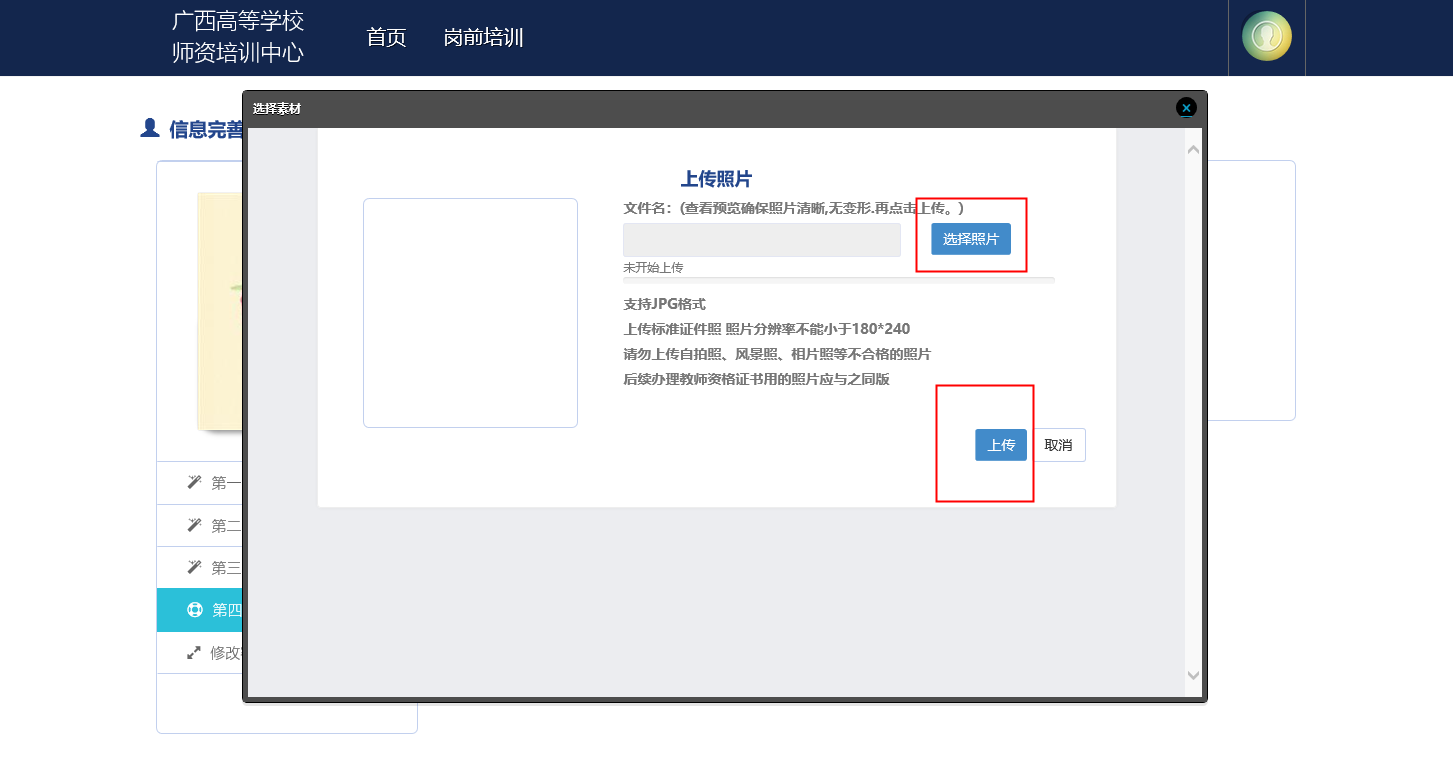 广西高等学校
师资培训中心
首页
岗前培训
信息完善
选择素材
上传照片
文件名：(查看预览确保照片清晰,无变形.再点击上传。)
选择照片
未开始上传
支持JPG格式
上传标准证件照 照片分辨率不能小于180*240
请勿上传自拍照、风景照、相片照等不合格的照片
后续办理教师资格证书用的照片应与之同版
上传
取消
第一
第二
第三
第四
修改